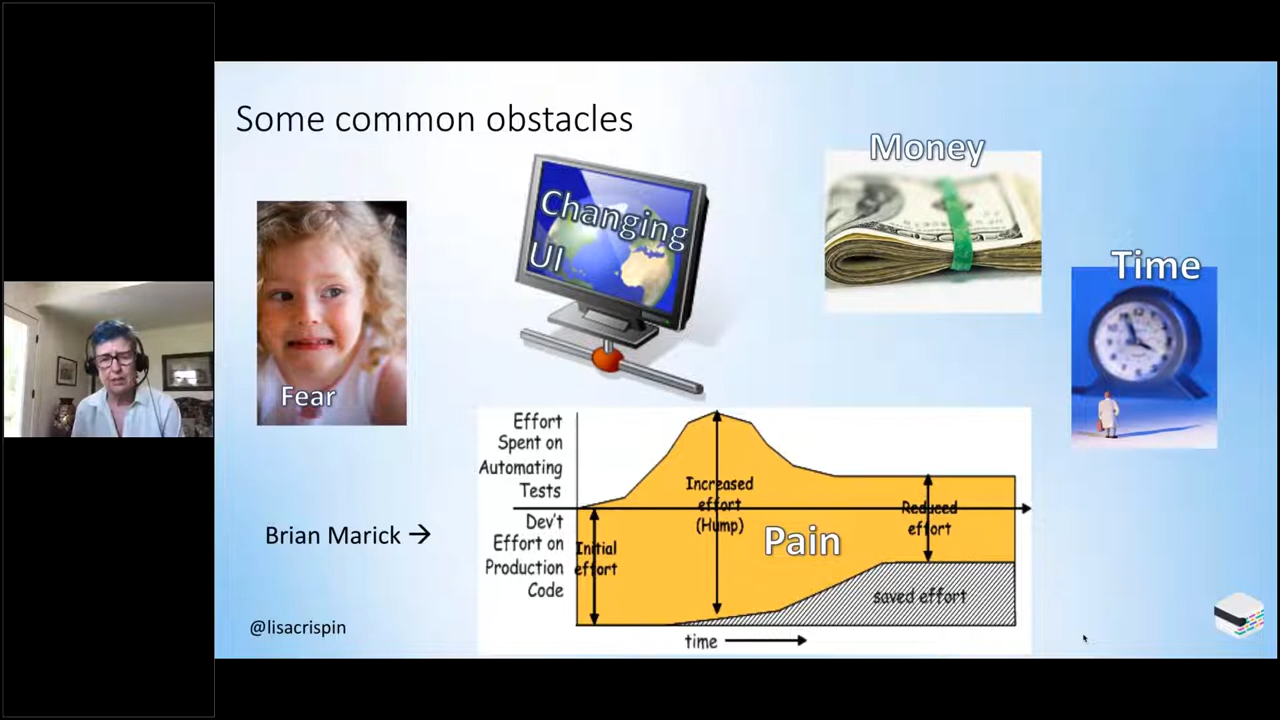 Some common obstacles
Money
Changing
UI
Time
Fear
Effort
Spent on
Automating
Tests
Increased
effort
(Hump)
Reduced
effort
Dev't
Effort on
Production
Code
Initial
effort
Pain
Brian Marick →
saved effort
@lisacrispin
time